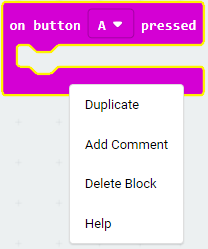 on button A pressed
Duplicate
Add Comment
Delete Block
Help